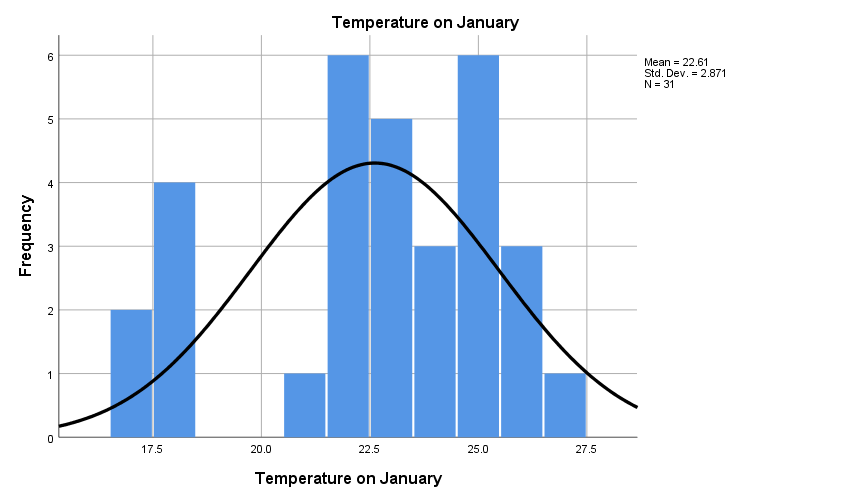 Temperature on January
Mean = 22.61
Std. Dev. = 2.871
N = 31
6
5
4
3
2
1
0
Frequency
17.5 20.0 22.5 25.0 27.5
Temperature on January